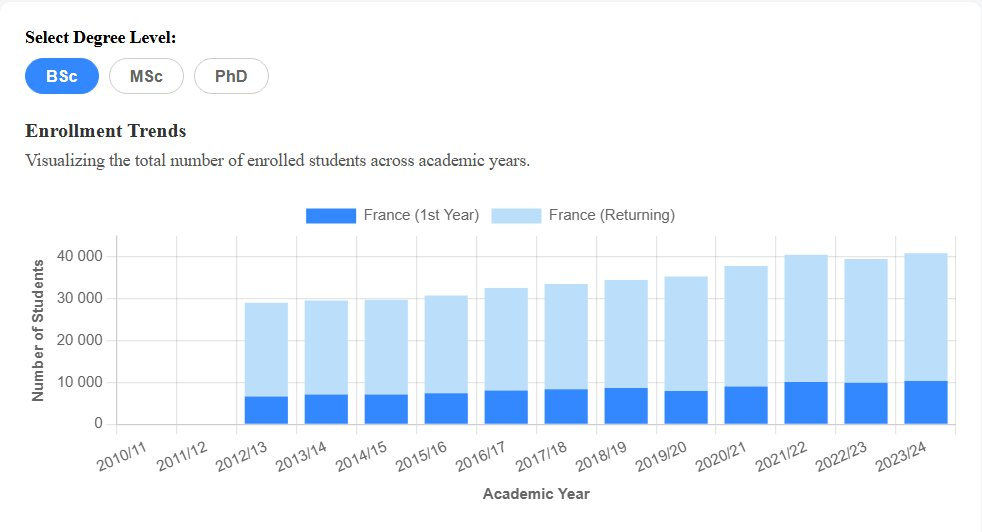 Select Degree Level:
BSc MSc PhD
Enrollment Trends
Visualizing the total number of enrolled students across academic years.
France (1st Year) France (Returning)
Number of Students
40 000
30 000
20 000
10 000
0
2010/11 2011/12 2012/13 2013/14 2014/15 2015/16 2016/17 2017/18 2018/19 2019/20 2020/21 2021/22 2022/23 2023/24
Academic Year